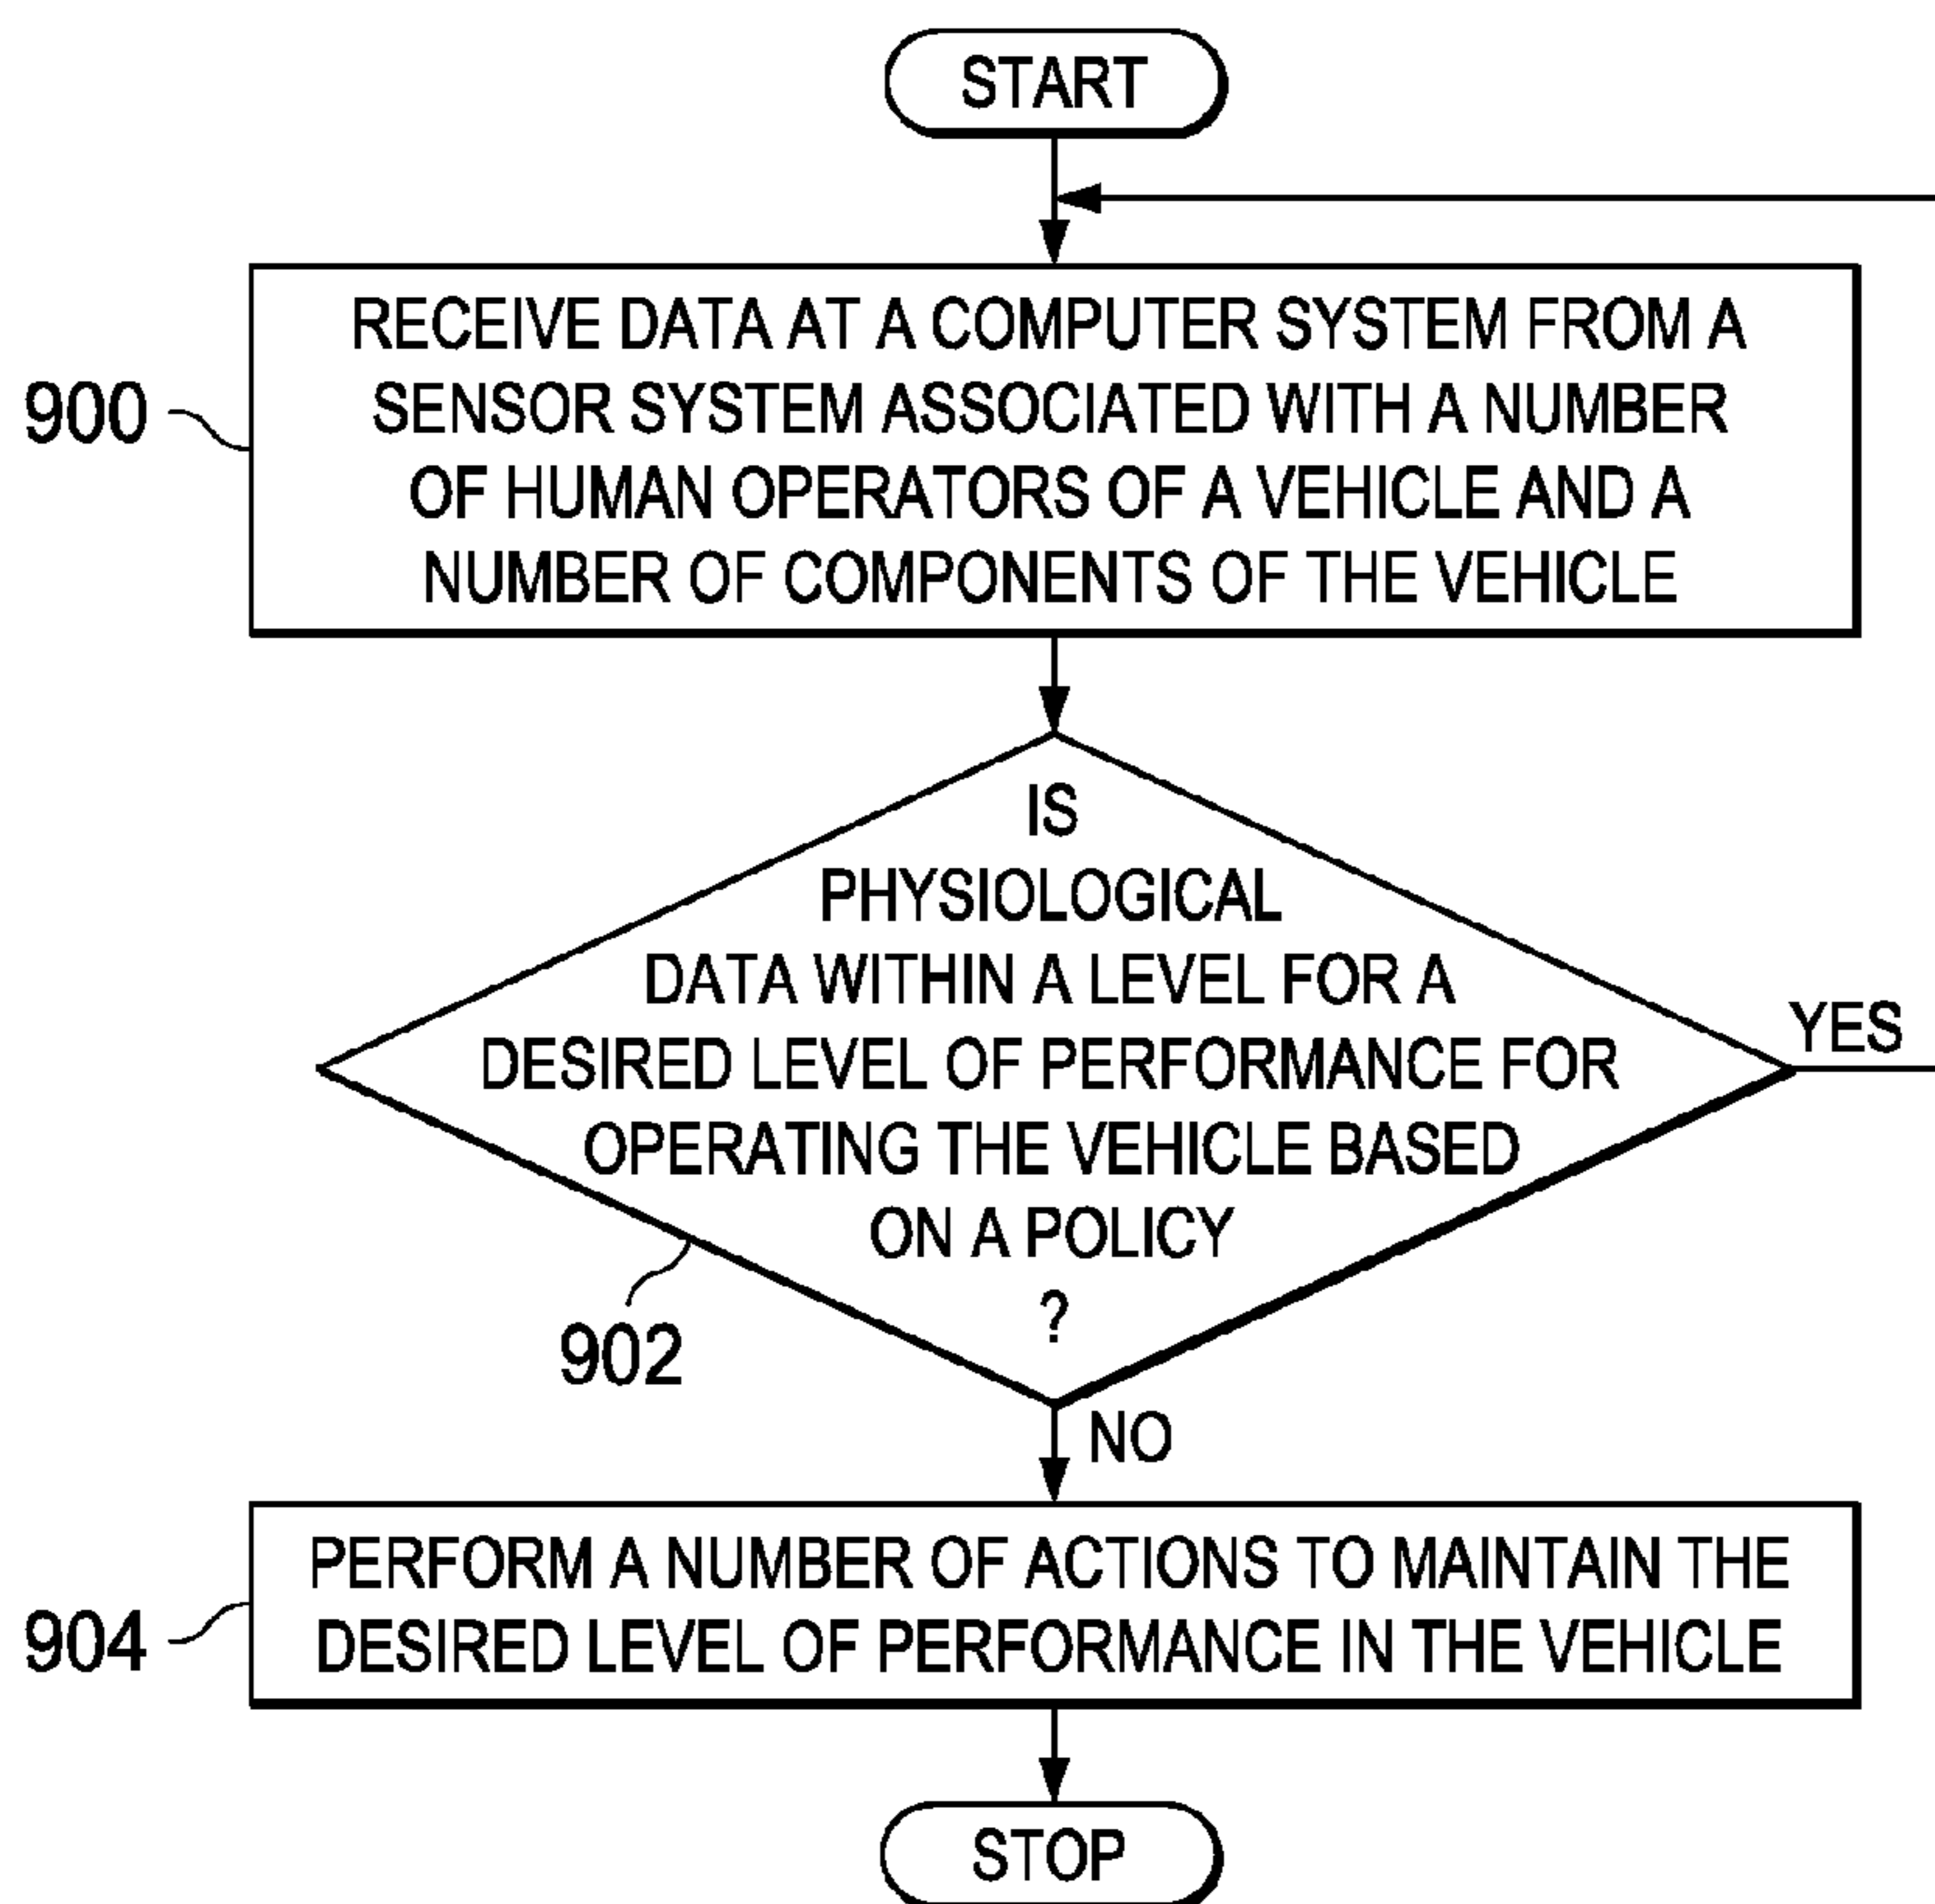 START
RECEIVE DATA AT A COMPUTER SYSTEM FROM A
SENSOR SYSTEM ASSOCIATED WITH A NUMBER
OF HUMAN OPERATORS OF A VEHICLE AND A
NUMBER OF COMPONENTS OF THE VEHICLE
900
IS
PHYSIOLOGICAL
DATA WITHIN A LEVEL FOR A
DESIRED LEVEL OF PERFORMANCE FOR
OPERATING THE VEHICLE BASED
ON A POLICY
?
YES
902
NO
PERFORM A NUMBER OF ACTIONS TO MAINTAIN THE
DESIRED LEVEL OF PERFORMANCE IN THE VEHICLE
904
STOP